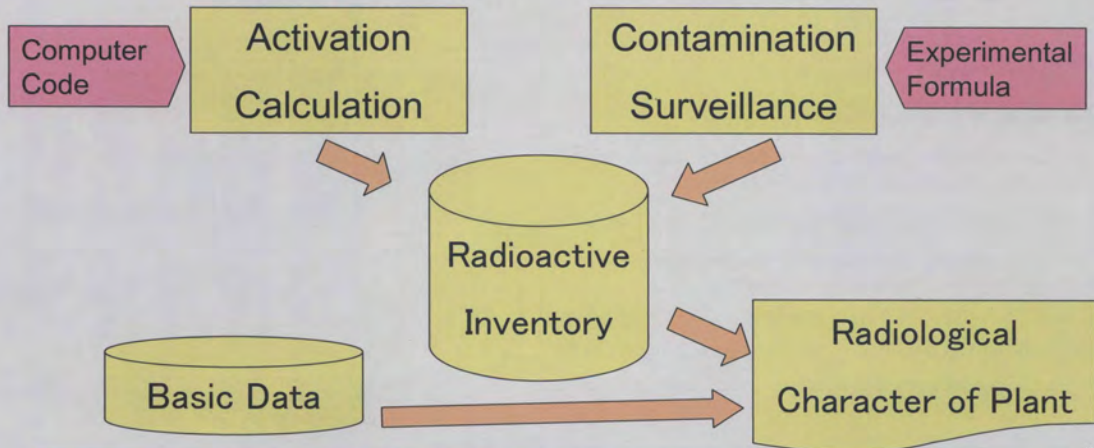 Computer
Code
Activation
Calculation
Contamination
Surveillance
Experimental
Formula
Radioactive
Inventory
Basic Data
Radiological
Character of Plant